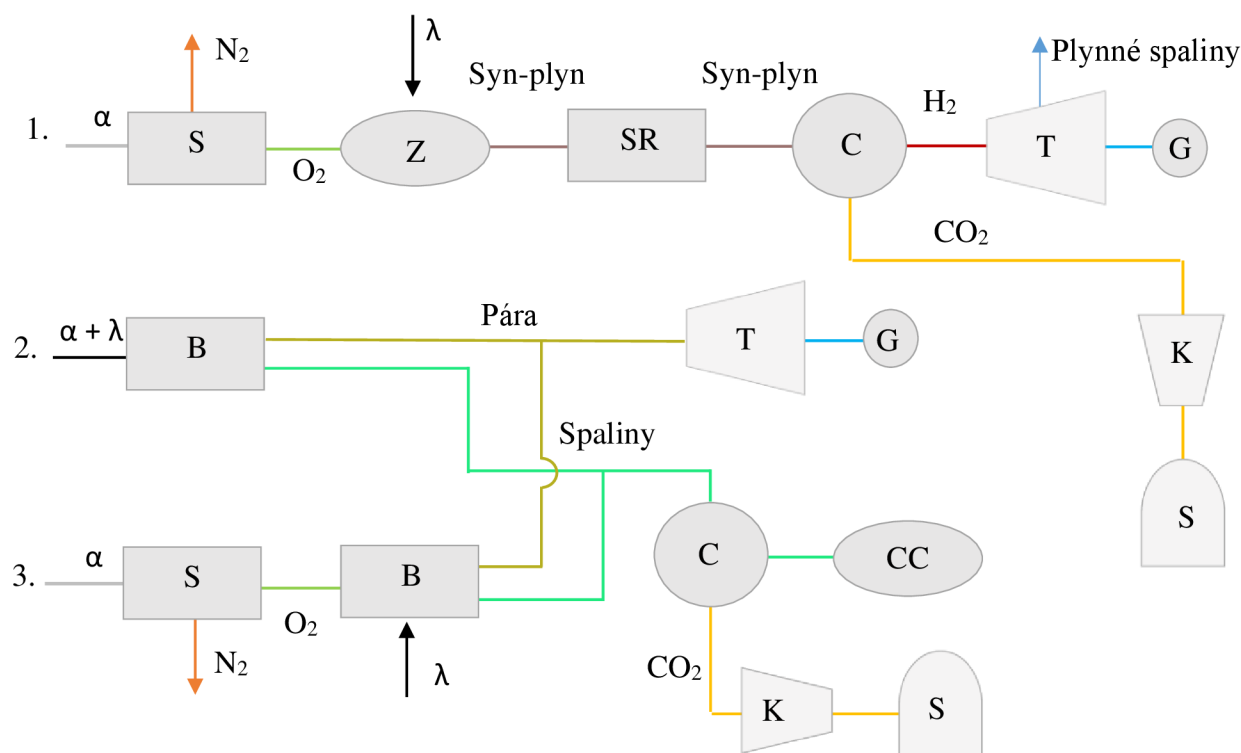 1.
α
S
N₂
O₂
λ
Z
Syn-plyn
SR
Syn-plyn
C
H₂
Plynné spaliny
T
G
CO₂
K
S
2.
α + λ
B
Pára
T
G
Spaliny
3.
α
S
N₂
O₂
B
λ
C
CC
CO₂
K
S